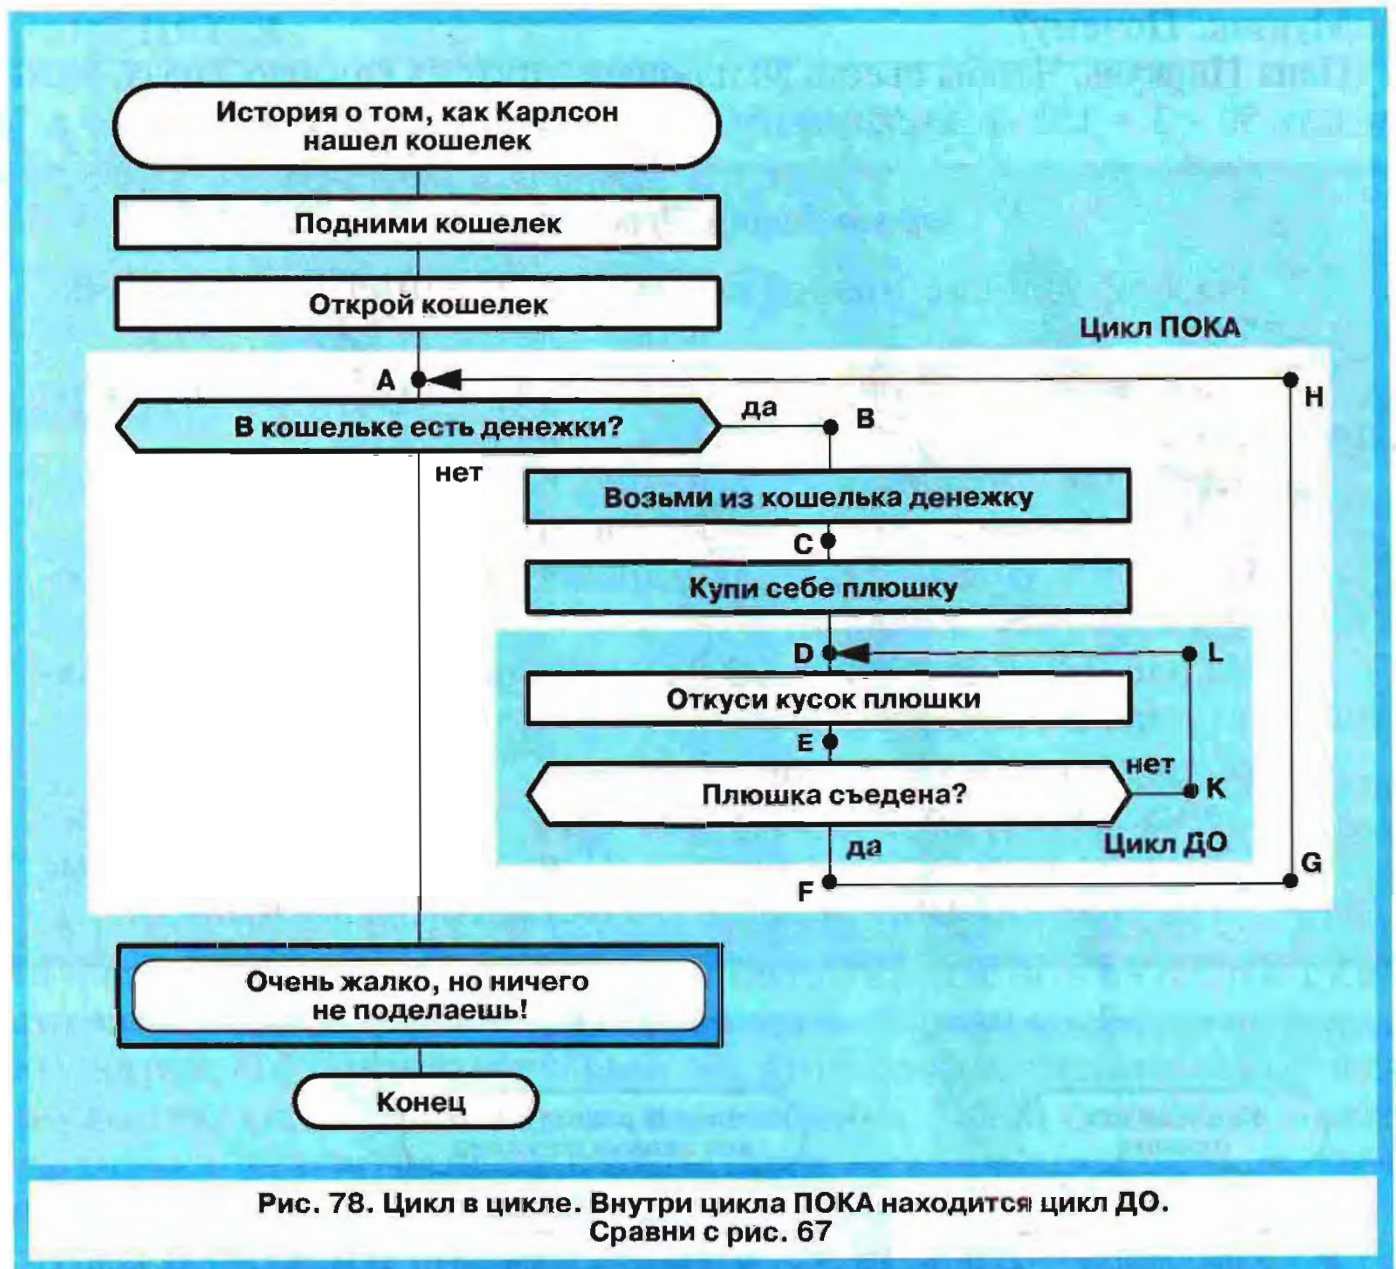 История о том, как Карлсон
нашел кошелек
Подними кошелек
Открой кошелек
Цикл ПОКА
A
H
В кошельке есть денежки?
да
B
нет
Возьми из кошелька денежку
C
Купи себе плюшку
D
L
Откуси кусок плюшки
E
нет
Плюшка съедена?
K
да
Цикл ДО
F
G
Очень жалко, но ничего
не поделаешь!
Конец
Рис. 78. Цикл в цикле. Внутри цикла ПОКА находится цикл ДО.
Сравни с рис. 67